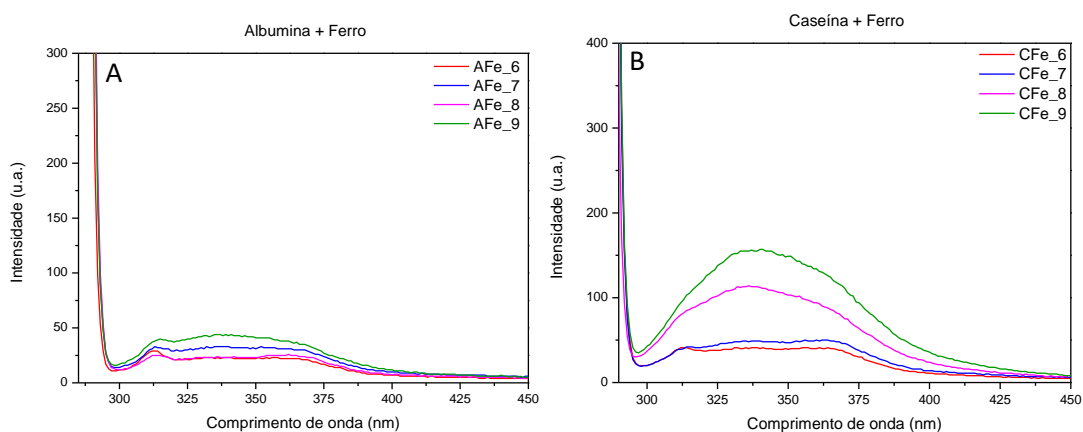 Albumina + Ferro
A
AFe_6
AFe_7
AFe_8
AFe_9
Intensidade (u.a.)
300
250
200
150
100
50
0
300 325 350 375 400 425 450
Comprimento de onda (nm)
Caseína + Ferro
B
CFe_6
CFe_7
CFe_8
CFe_9
Intensidade (u.a.)
400
300
200
100
0
300 325 350 375 400 425 450
Comprimento de onda (nm)